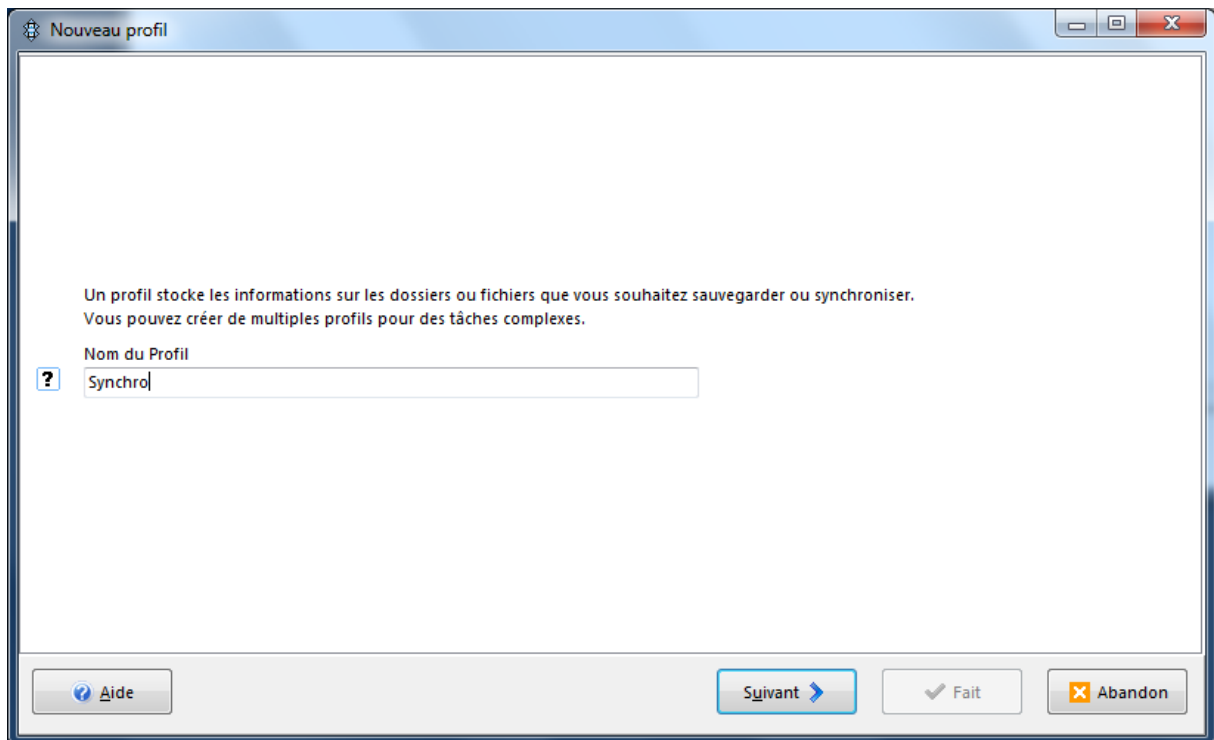 Nouveau profil
Un profil stocke les informations sur les dossiers ou fichiers que vous souhaitez sauvegarder ou synchroniser.
Vous pouvez créer de multiples profils pour des tâches complexes.
Nom du Profil
? Synchro
Aide Suivant Fait Abandon